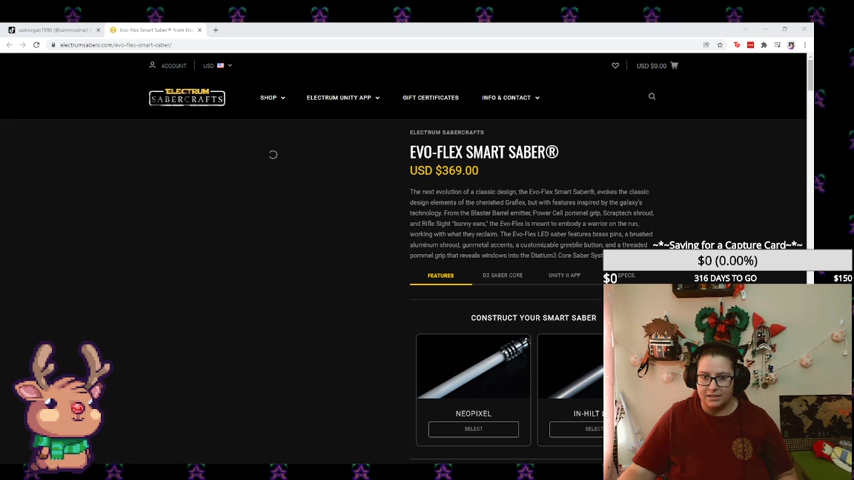 Evo-Flex Smart Saber® from Elec
electrumsabers.com/evo-flex-smart-saber/
ACCOUNT USD
USD $0.00
ELECTRUM
SABERCRAFTS
SHOP ELECTRUM UNITY APP GIFT CERTIFICATES INFO & CONTACT
ELECTRUM SABERCRAFTS
EVO-FLEX SMART SABER®
USD $369.00
The next evolution of a classic design, the Evo-Flex Smart Saber®, evokes the classic
design elements of the cherished Graflex, but with features inspired by the galaxy's
technology. From the Blaster Barrel emitter, Power Cell pommel grip, Scraptech shroud,
and Rifle Sight "bunny ears," the Evo-Flex is meant to embody a warrior on the run,
working with what they reclaim. The Evo-Flex LED saber features brass pins, a brushed
aluminum shroud, gunmetal accents, a customizable greeblie button, and a threaded
pommel grip that reveals windows into the Diatium3 Core Saber Syst
~*~Saving for a Capture Card~*~
$0 (0.00%)
$0 316 DAYS TO GO $150
FEATURES D3 SABER CORE UNITY II APP SPECS.
CONSTRUCT YOUR SMART SABER
NEOPIXEL IN-HILT
SELECT SELECT